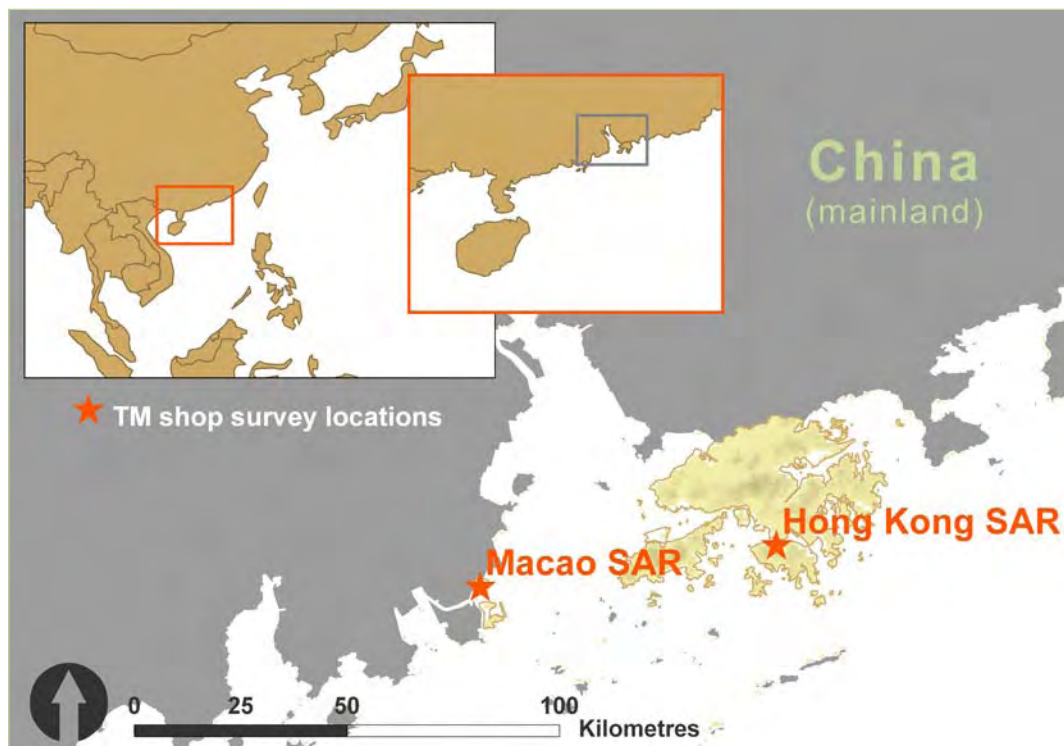 China
(mainland)
TM shop survey locations
Hong Kong SAR
Macao SAR
0 25 50 100
Kilometres